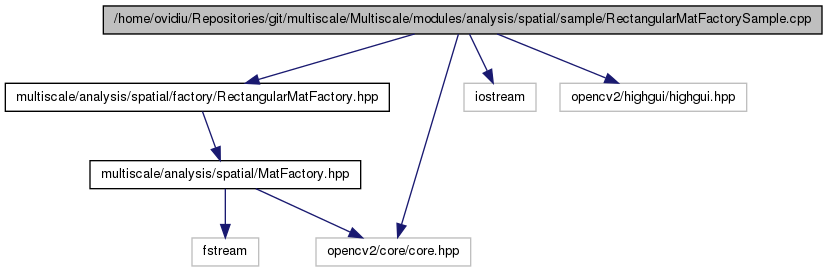 /home/ovidiu/Repositories/git/multiscale/Multiscale/modules/analysis/spatial/sample/RectangularMatFactorySample.cpp
multiscale/analysis/spatial/factory/RectangularMatFactory.hpp
iostream
opencv2/highgui/highgui.hpp
multiscale/analysis/spatial/MatFactory.hpp
fstream
opencv2/core/core.hpp